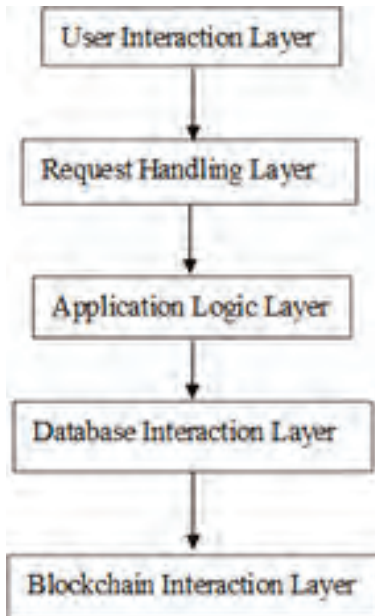 User Interaction Layer
Request Handling Layer
Application Logic Layer
Database Interaction Layer
Blockchain Interaction Layer